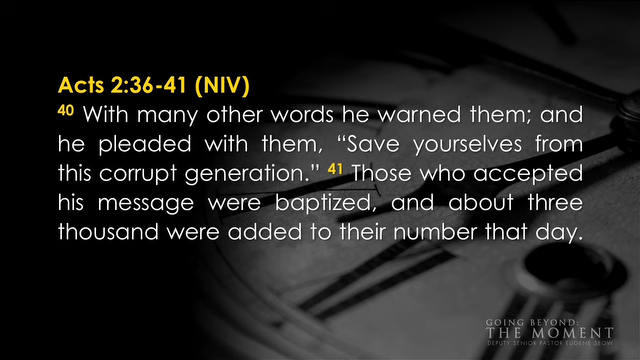 Acts 2:36-41 (NIV)
40 With many other words he warned them; and
he pleaded with them, “Save yourselves from
this corrupt generation.” 41 Those who accepted
his message were baptized, and about three
thousand were added to their number that day.
GOING BEYOND:
THE MOMENT
DEPUTY SENIOR PASTOR EUGENE SEOW